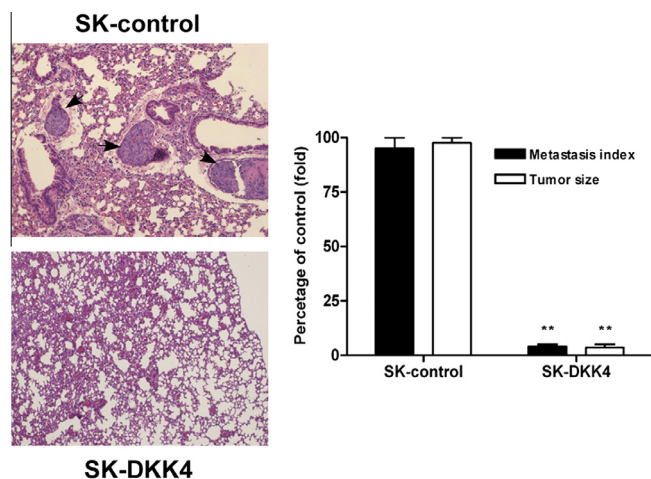 SK-control
SK-DKK4
Percetage of control (fold)
100
75
50
25
0
Metastasis index
Tumor size
**
**
SK-control
SK-DKK4